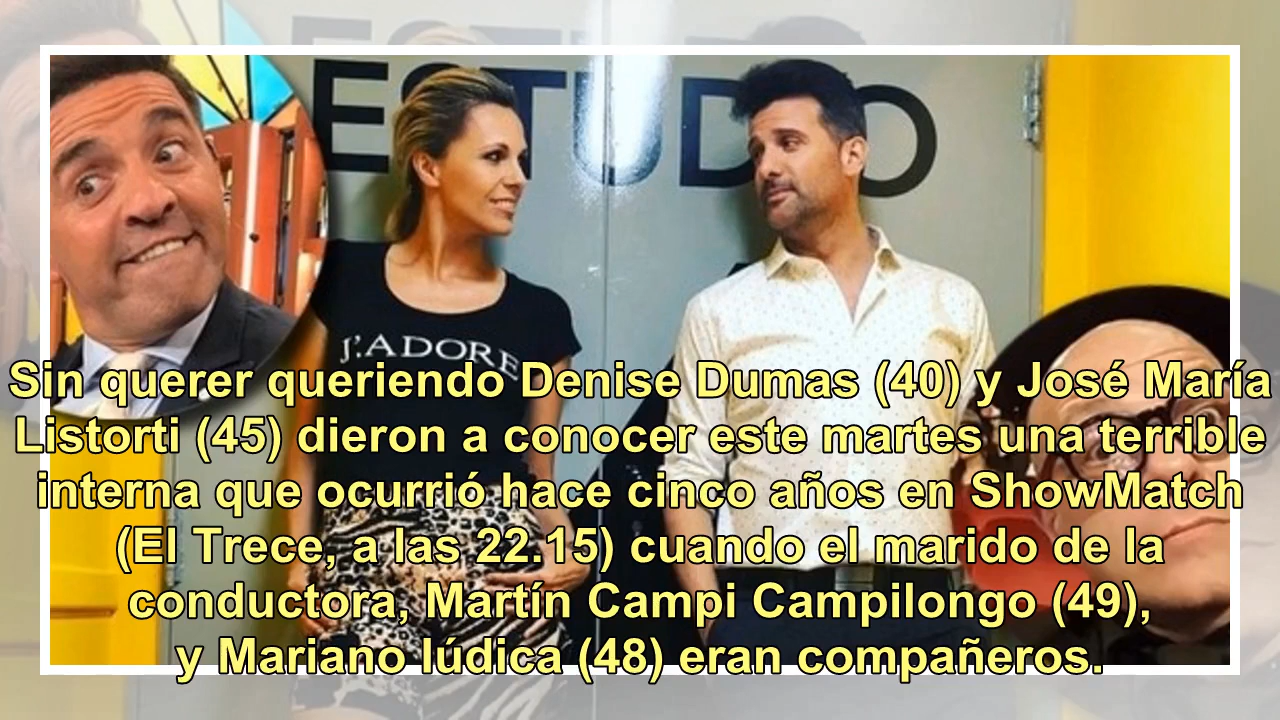 ESTUDIO
J'ADORE
Sin querer queriendo Denise Dumas (40) y José María
Listorti (45) dieron a conocer este martes una terrible
interna que ocurrió hace cinco años en ShowMatch
(El Trece, a las 22.15) cuando el marido de la
conductora, Martín Campi Campilongo (49),
y Mariano Iúdica (48) eran compañeros.